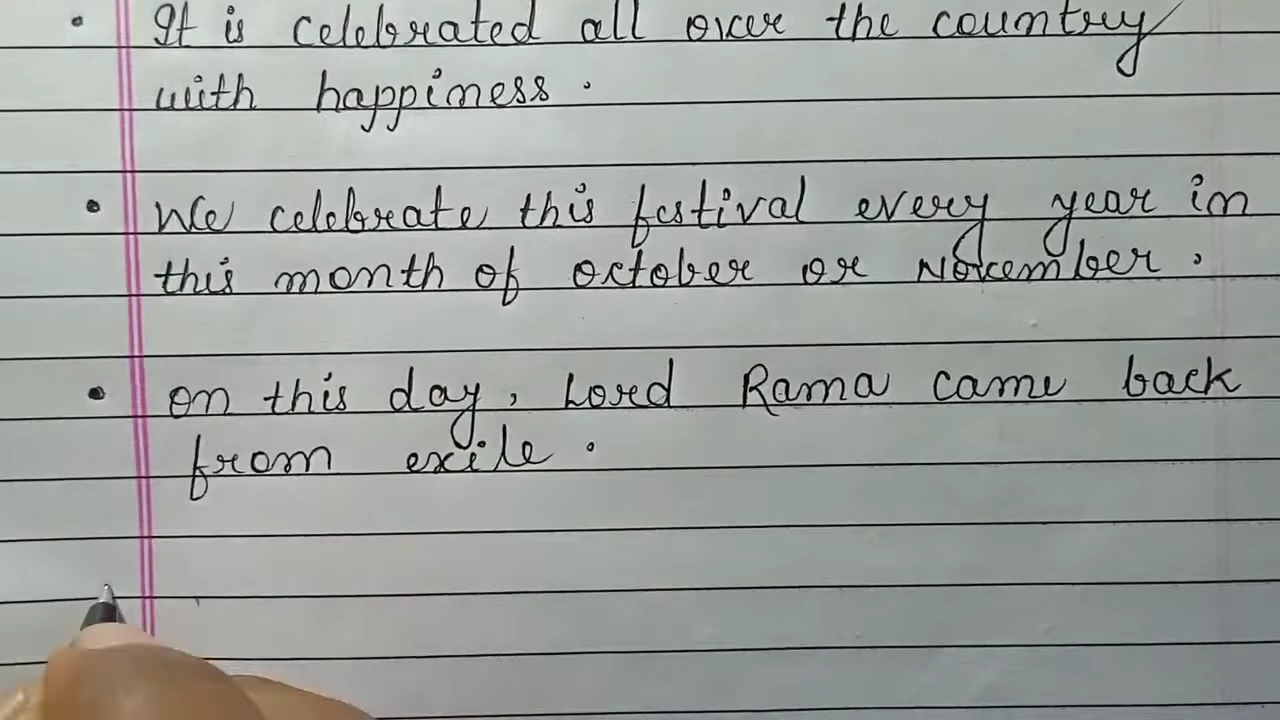 • It is celebrated all over the country
with happiness.
• We celebrate this festival every year in
this month of october or November.
• on this day, Lord Rama came back
from exile.